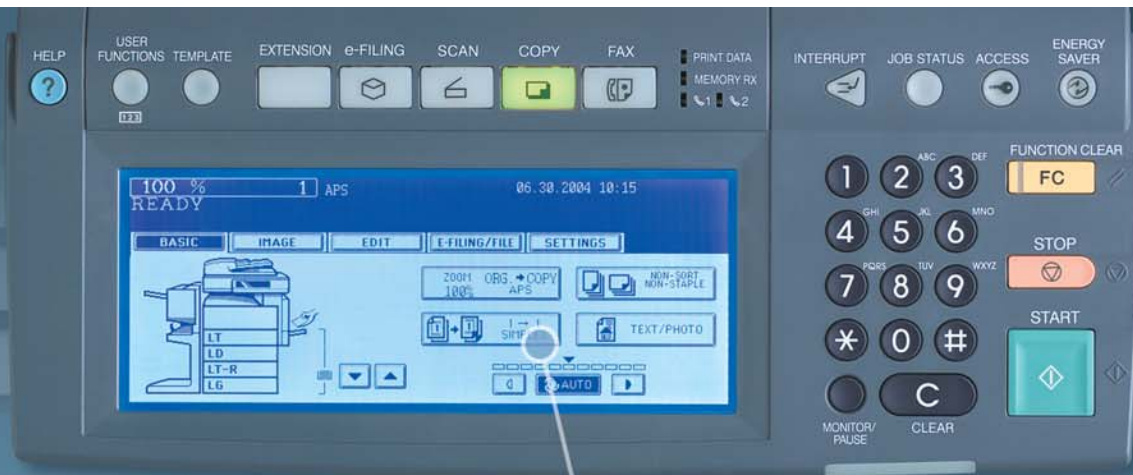 HELP
USER
FUNCTIONS TEMPLATE
123
EXTENSION e-FILING SCAN COPY FAX
PRINT DATA
MEMORY RX
1 2
INTERRUPT JOB STATUS ACCESS
ENERGY
SAVER
100 % 1 APS 06.30.2004 10:15
READY
BASIC IMAGE EDIT E-FILING/FILE SETTINGS
ZOOM ORG. → COPY
100% APS
NON-SORT
NON-STAPLE
1 → 1
TEXT/PHOTO
LT
LD
LT-R
LG
AUTO
1 2 ABC 3 DEF
4 GHI 5 JKL 6 MNO
7 PQRS 8 TUV 9 WXYZ
* 0 #
MONITOR/
PAUSE
C
CLEAR
FUNCTION CLEAR
FC
STOP
START